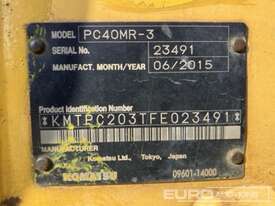 MODEL PC40MR-3
SERIAL No. 23491
MANUFACT. MONTH/YEAR 06/2015
Product Identification Number
*KMTPC203TFE023491*
MANUFACTURER
Komatsu Ltd. Tokyo, Japan
KOMATSU 09601-14000
EURO